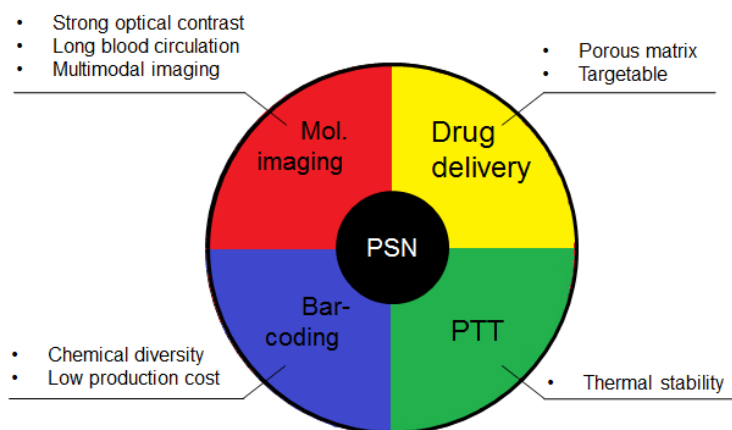 • Strong optical contrast
• Long blood circulation
• Multimodal imaging
• Porous matrix
• Targetable
Mol.
imaging
Drug
delivery
PSN
Bar-
coding
PTT
• Chemical diversity
• Low production cost
• Thermal stability